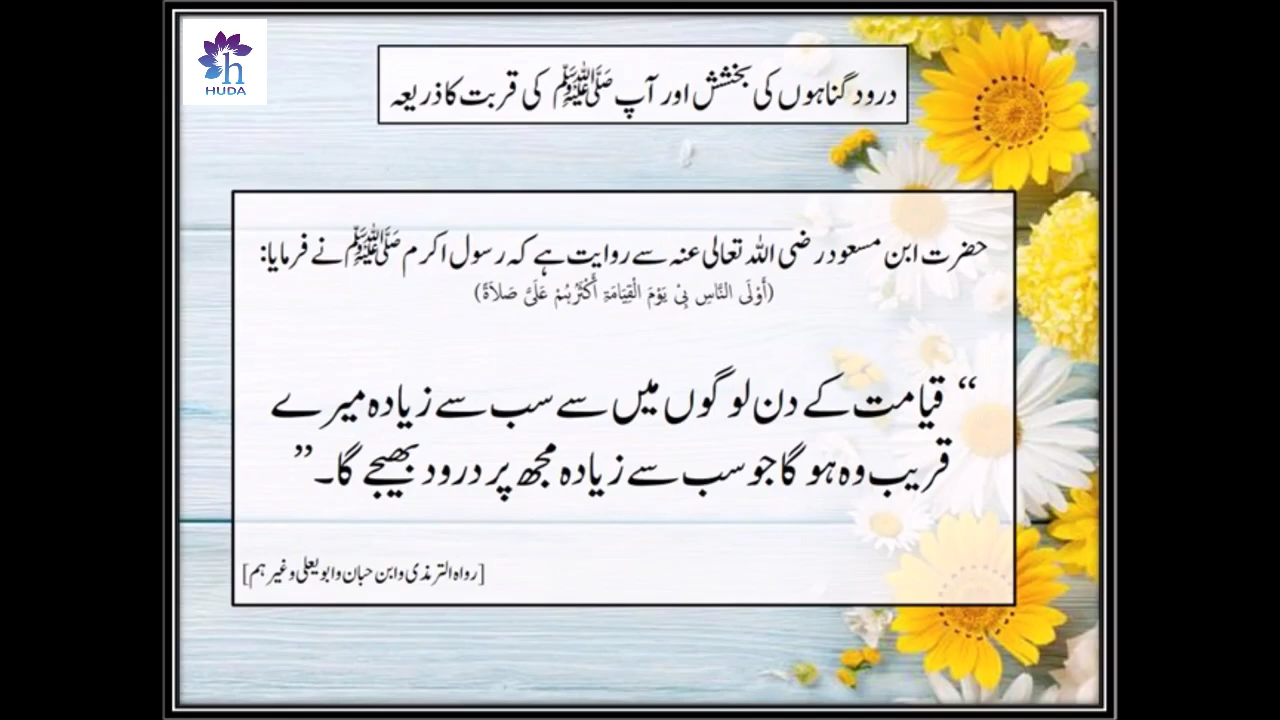 HUDA
درود گناہوں کی بخشش اور آپ ﷺ کی قربت کا ذریعہ
حضرت ابن مسعود رضی اللہ تعالی عنہ سے روایت ہے کہ رسول اکرم ﷺ نے فرمایا:
(أَوْلَی النَّاسِ بِیْ يَوْمَ الْقِيَامَۃِ أَکْثَرُہُمْ عَلَیَّ صَلاَۃً)
“ قیامت کے دن لوگوں میں سے سب سے زیادہ میرے
قریب وہ ہو گا جو سب سے زیادہ مجھ پر درود بھیجے گا۔ ”
[رواہ الترمذی وابن حبان وابویعلی وغیرہم]